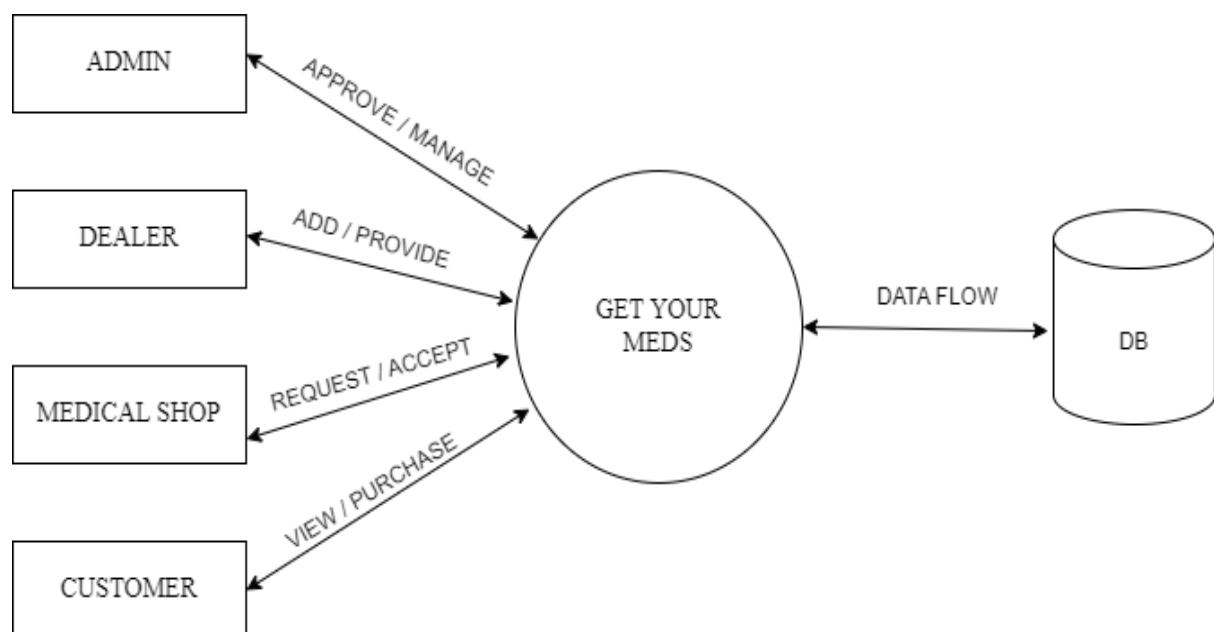 ADMIN
APPROVE / MANAGE
DEALER
ADD / PROVIDE
GET YOUR
MEDS
DATA FLOW
DB
MEDICAL SHOP
REQUEST / ACCEPT
VIEW / PURCHASE
CUSTOMER